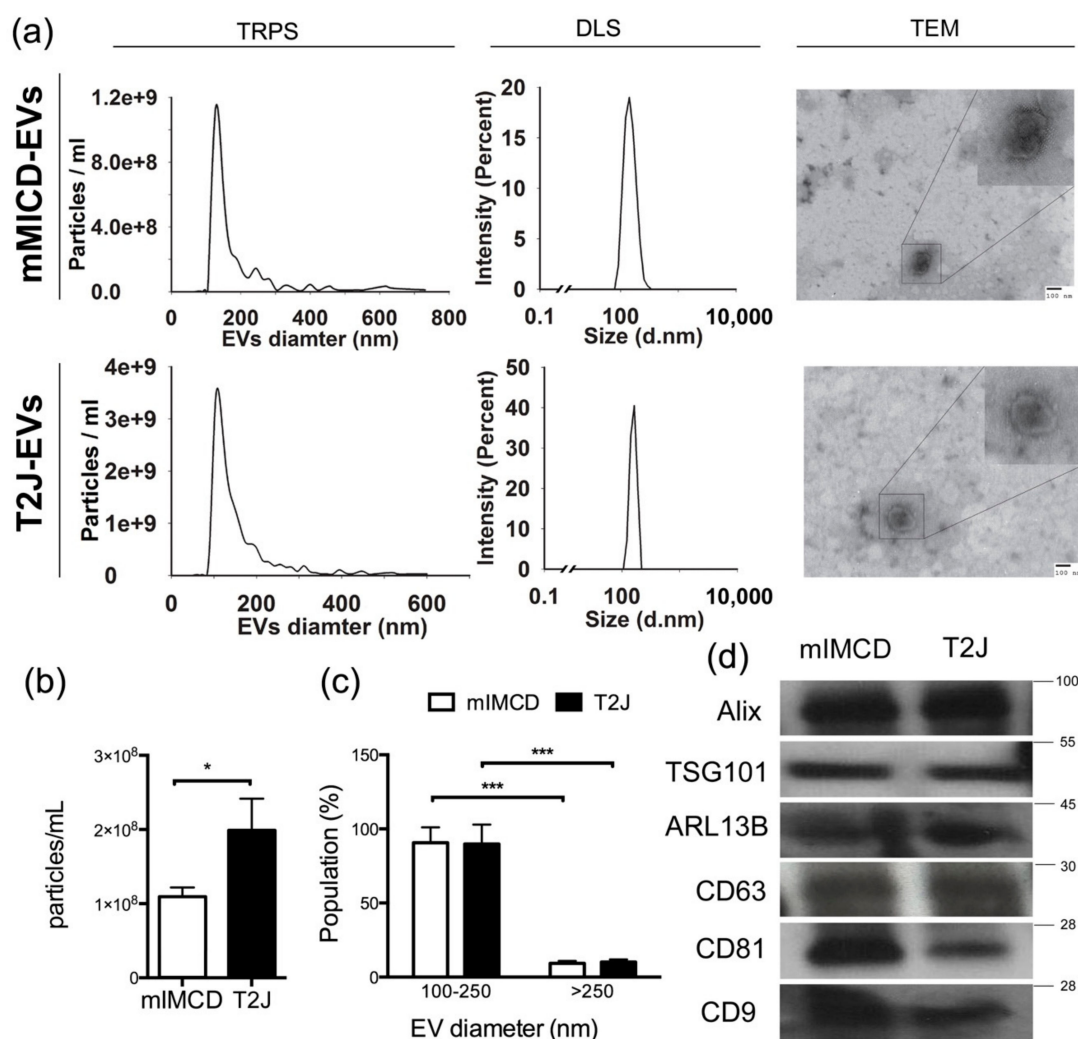 (a)
TRPS
DLS
TEM
mMICD-EVs
Particles / ml
1.2e+9
8.0e+8
4.0e+8
0.0
0 200 400 600 800
EVs diamter (nm)
Intensity (Percent)
20
15
10
5
0
0.1 100 10,000
Size (d.nm)
100 nm
T2J-EVs
Particles / ml
4e+9
3e+9
2e+9
1e+9
0
0 200 400 600
EVs diamter (nm)
Intensity (Percent)
50
40
30
20
10
0
0.1 100 10,000
Size (d.nm)
100 nm
(b)
particles/mL
3×10⁸
2×10⁸
1×10⁸
0
*
mIMCD T2J
(c)
mIMCD T2J
Population (%)
150
100
50
0
***
***
100-250 >250
EV diameter (nm)
(d)
mIMCD T2J
Alix 100
TSG101 55
ARL13B 45
CD63 30
CD81 28
CD9 28